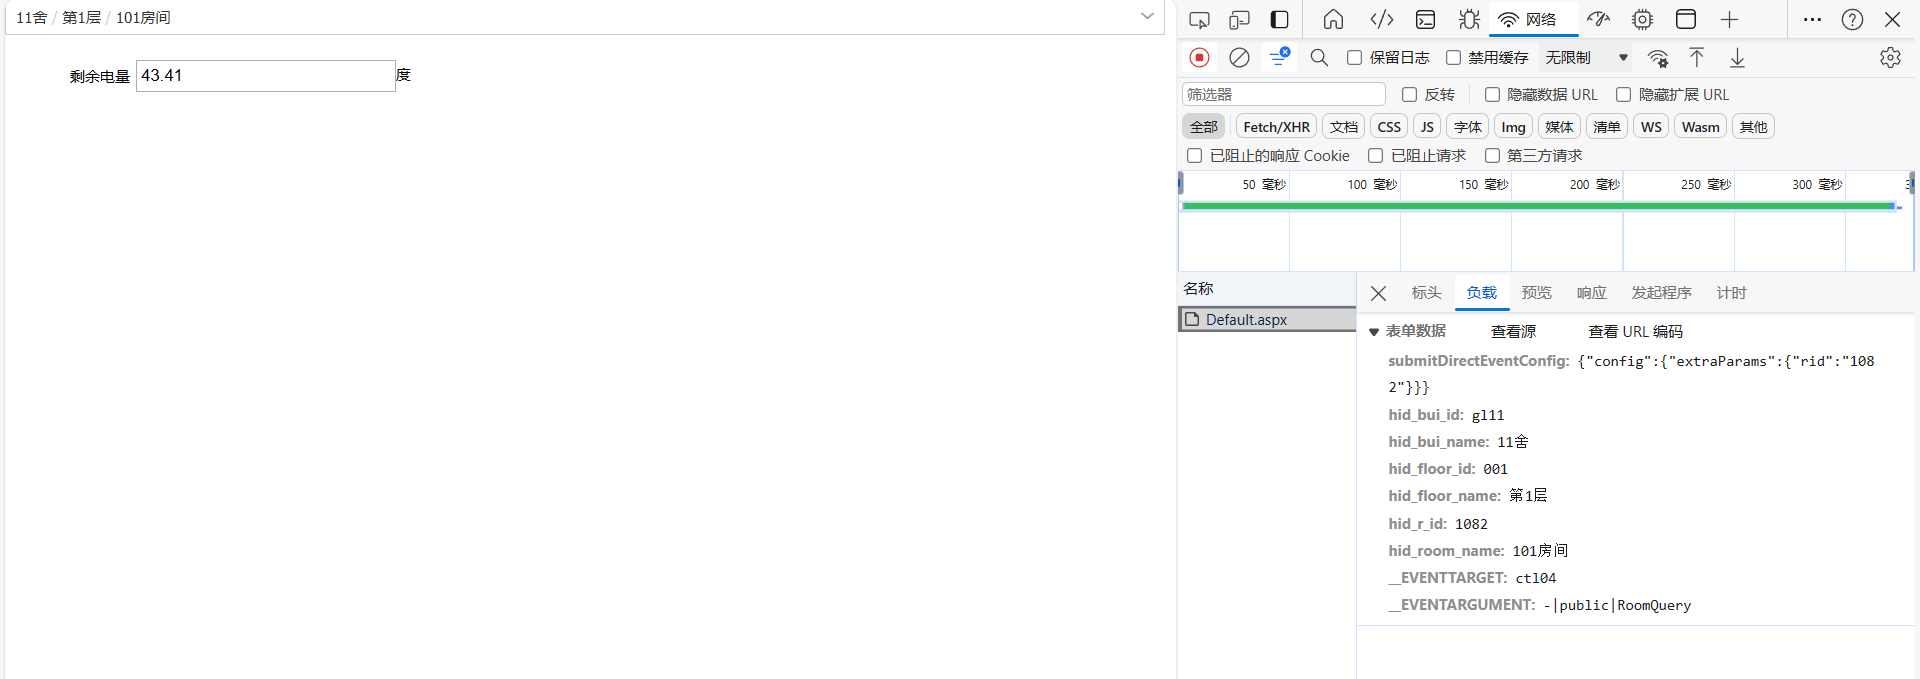 11舍 / 第1层 / 101房间
剩余电量 43.41 度
网络
保留日志 禁用缓存 无限制
筛选器 反转 隐藏数据 URL 隐藏扩展 URL
全部 Fetch/XHR 文档 CSS JS 字体 Img 媒体 清单 WS Wasm 其他
已阻止的响应 Cookie 已阻止请求 第三方请求
50 毫秒 100 毫秒 150 毫秒 200 毫秒 250 毫秒 300 毫秒
名称 标头 负载 预览 响应 发起程序 计时
Default.aspx
表单数据 查看源 查看 URL 编码
submitDirectEventConfig: {"config":{"extraParams":{"rid":"108
2"}}}
hid_bui_id: gl11
hid_bui_name: 11舍
hid_floor_id: 001
hid_floor_name: 第1层
hid_r_id: 1082
hid_room_name: 101房间
__EVENTTARGET: ctl04
__EVENTARGUMENT: -|public|RoomQuery